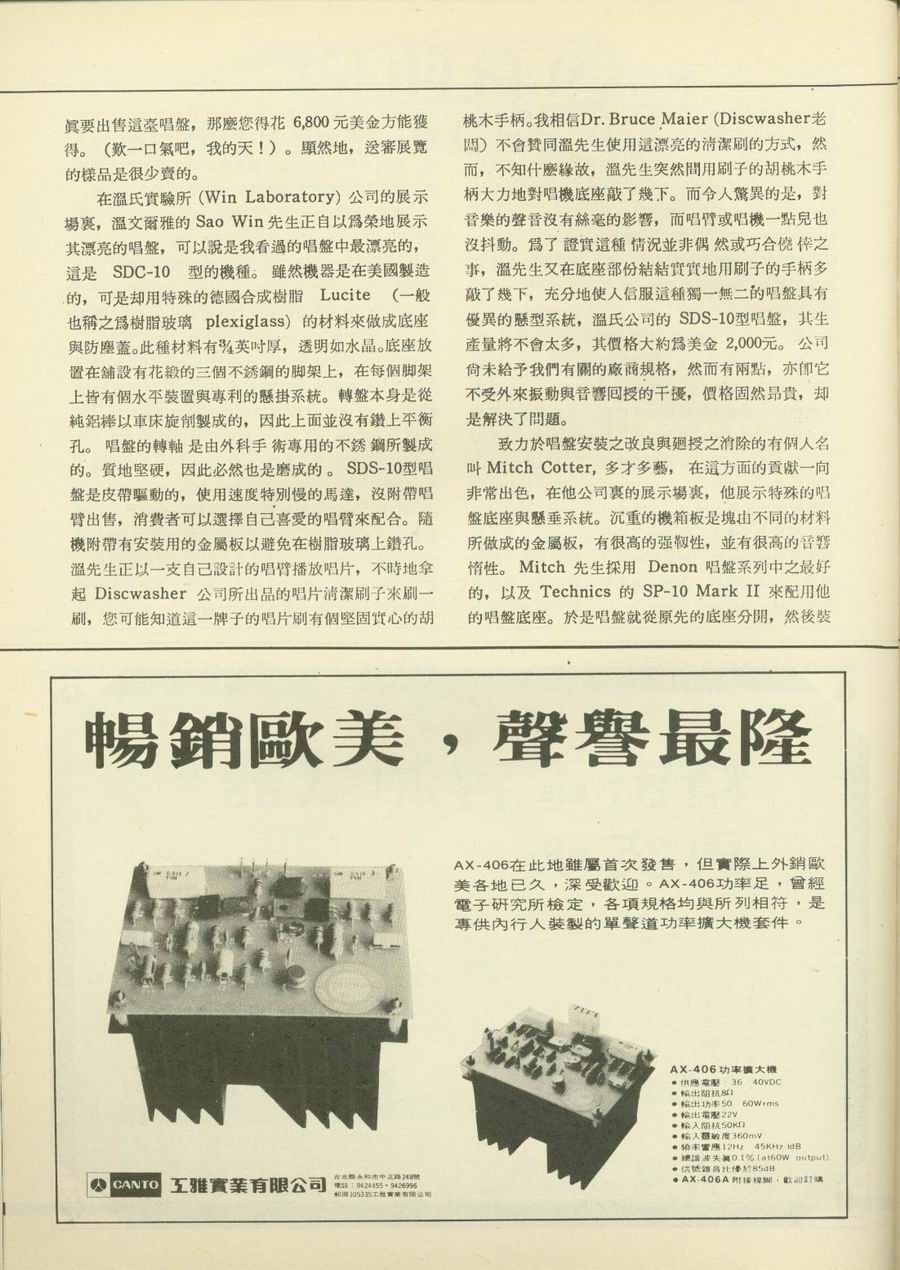 眞要出售這臺唱盤，那麽您得花 6,800 元美金方能獲
得。（歎一口氣吧，我的天！）。顯然地，送審展覽
的樣品是很少賣的。
在溫氏實驗所 (Win Laboratory) 公司的展示
場裏，溫文爾雅的 Sao Win 先生正自以爲榮地展示
其漂亮的唱盤，可以說是我看過的唱盤中最漂亮的，
這是 SDC-10 型的機種。雖然機器是在美國製造
的，可是却用特殊的德國合成樹脂 Lucite （一般
也稱之爲樹脂玻璃 plexiglass）的材料來做成底座
與防塵蓋。此種材料有¾英吋厚，透明如水晶。底座放
置在舖設有花緞的三個不銹鋼的脚架上，在每個脚架
上皆有個水平裝置與專利的懸掛系統。轉盤本身是從
純鋁棒以車床旋削製成的，因此上面並沒有鑽上平衡
孔。唱盤的轉軸是由外科手術專用的不銹鋼所製成
的。質地堅硬，因此必然也是磨成的。SDS-10型唱
盤是皮帶驅動的，使用速度特別慢的馬達，沒附帶唱
臂出售，消費者可以選擇自己喜愛的唱臂來配合。隨
機附帶有安裝用的金屬板以避免在樹脂玻璃上鑽孔。
溫先生正以一支自己設計的唱臂播放唱片，不時地拿
起 Discwasher 公司所出品的唱片淸潔刷子來刷一
刷，您可能知道這一牌子的唱片刷有個堅固實心的胡
桃木手柄。我相信Dr. Bruce Maier (Discwasher老
闆）不會贊同溫先生使用這漂亮的淸潔刷的方式，然
而，不知什麽緣故，溫先生突然間用刷子的胡桃木手
柄大力地對唱機底座敲了幾下。而令人驚異的是，對
音樂的聲音沒有絲毫的影響，而唱臂或唱機一點兒也
沒抖動。爲了證實這種情況並非偶然或巧合僥倖之
事，溫先生又在底座部份結結實實地用刷子的手柄多
敲了幾下，充分地使人信服這種獨一無二的唱盤具有
優異的懸型系統，溫氏公司的 SDS-10型唱盤，其生
產量將不會太多，其價格大約爲美金 2,000元。公司
尙未給予我們有關的廠商規格，然而有兩點，亦卽它
不受外來振動與音響囘授的干擾，價格固然昂貴，却
是解決了問題。
致力於唱盤安裝之改良與廻授之消除的有個人名
叫 Mitch Cotter, 多才多藝，在這方面的貢獻一向
非常出色，在他公司裏的展示場裏，他展示特殊的唱
盤底座與懸垂系統。沉重的機箱板是塊由不同的材料
所做成的金屬板，有很高的强靱性，並有很高的音響
惰性。Mitch 先生採用 Denon 唱盤系列中之最好
的，以及 Technics 的 SP-10 Mark II 來配用他
的唱盤底座。於是唱盤就從原先的底座分開，然後裝
暢銷歐美，聲譽最隆
AX-406在此地雖屬首次發售，但實際上外銷歐
美各地已久，深受歡迎。AX-406功率足，曾經
電子研究所檢定，各項規格均與所列相符，是
專供內行人裝製的單聲道功率擴大機套件。
AX-406功率擴大機
●供應電壓 36 40VDC
●輸出阻抗8Ω
●輸出功率50 60Wrms
●輸出電壓22V
●輸入阻抗50KΩ
●輸入靈敏度360mV
●頻率響應12Hz 45KHz 1dB
●總諧波失眞0.1% (at60W output)
●信號雜音比優於85dB
●AX-406A 附接線脚，歡迎訂購
CANTO 工雅實業有限公司
台北縣永和市中正路248號
電話：9424455・9426996
郵撥105335工雅實業有限公司